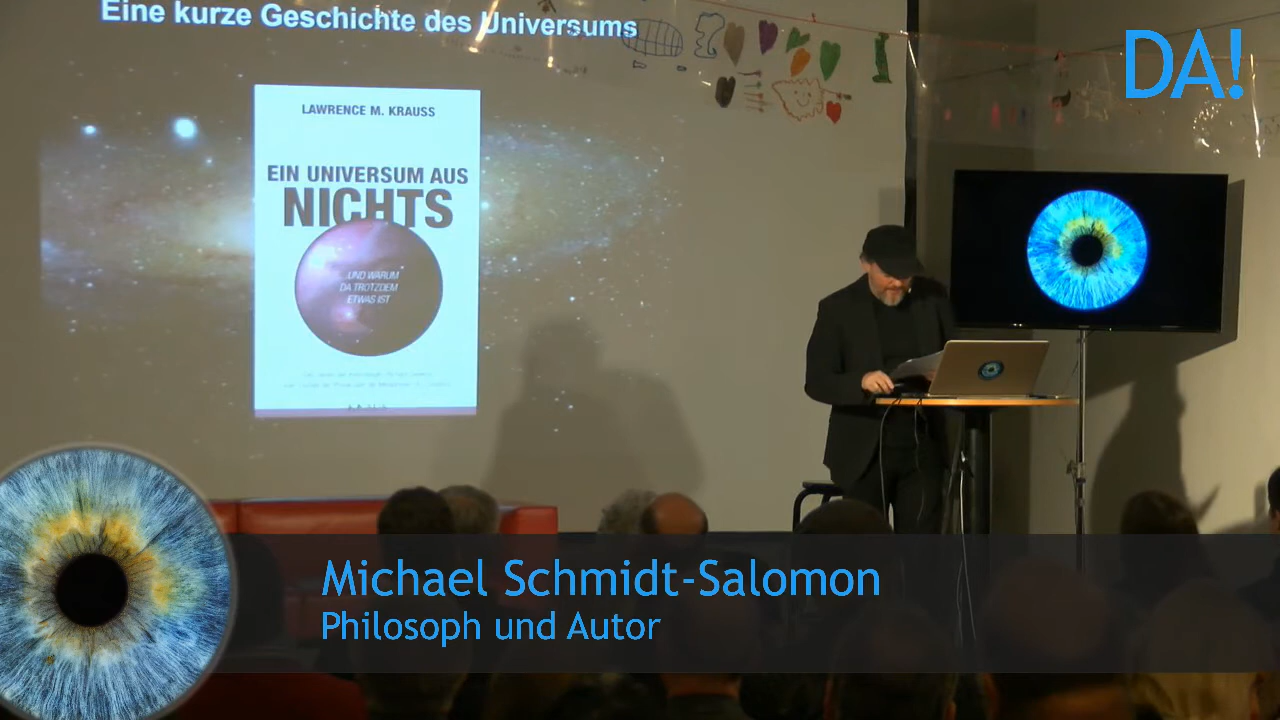 Eine kurze Geschichte des Universums
DA!
LAWRENCE M. KRAUSS
EIN UNIVERSUM AUS
NICHTS
...UND WARUM
DA TROTZDEM
ETWAS IST
Michael Schmidt-Salomon
Philosoph und Autor